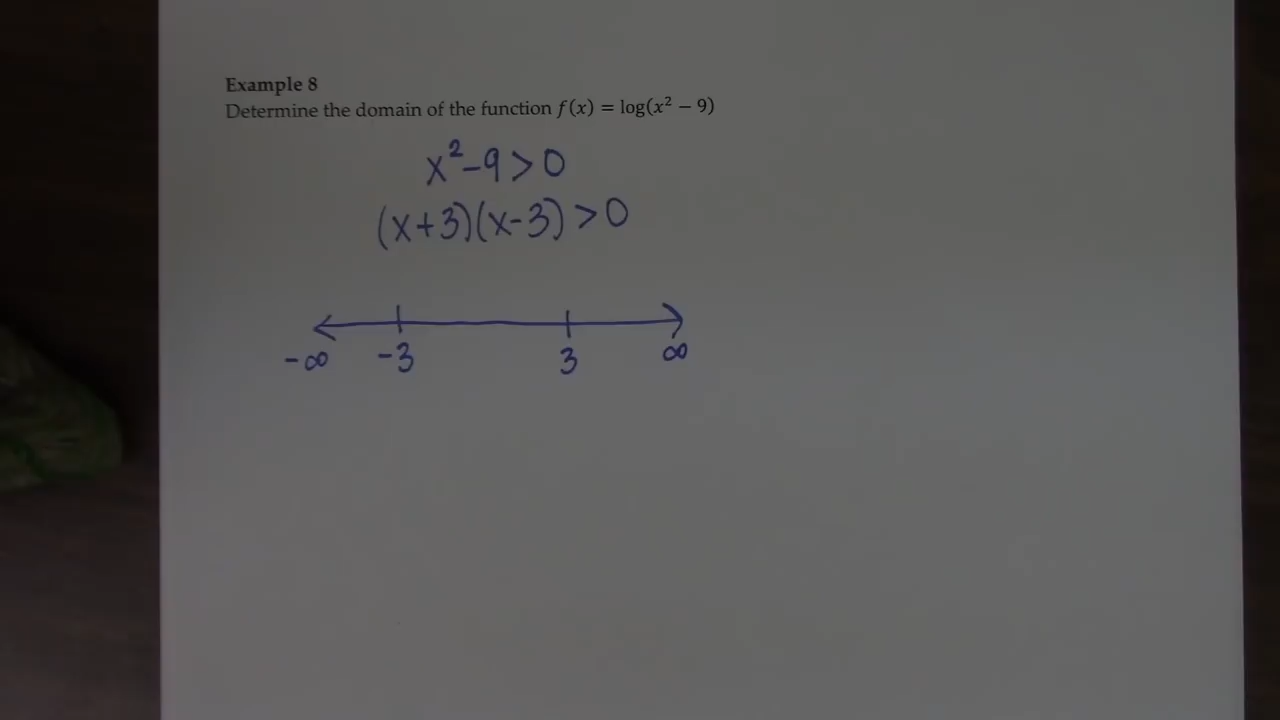 Example 8
Determine the domain of the function f(x) = log(x² − 9)
x²-9>0
(x+3)(x-3)>0
-∞ -3 3 ∞